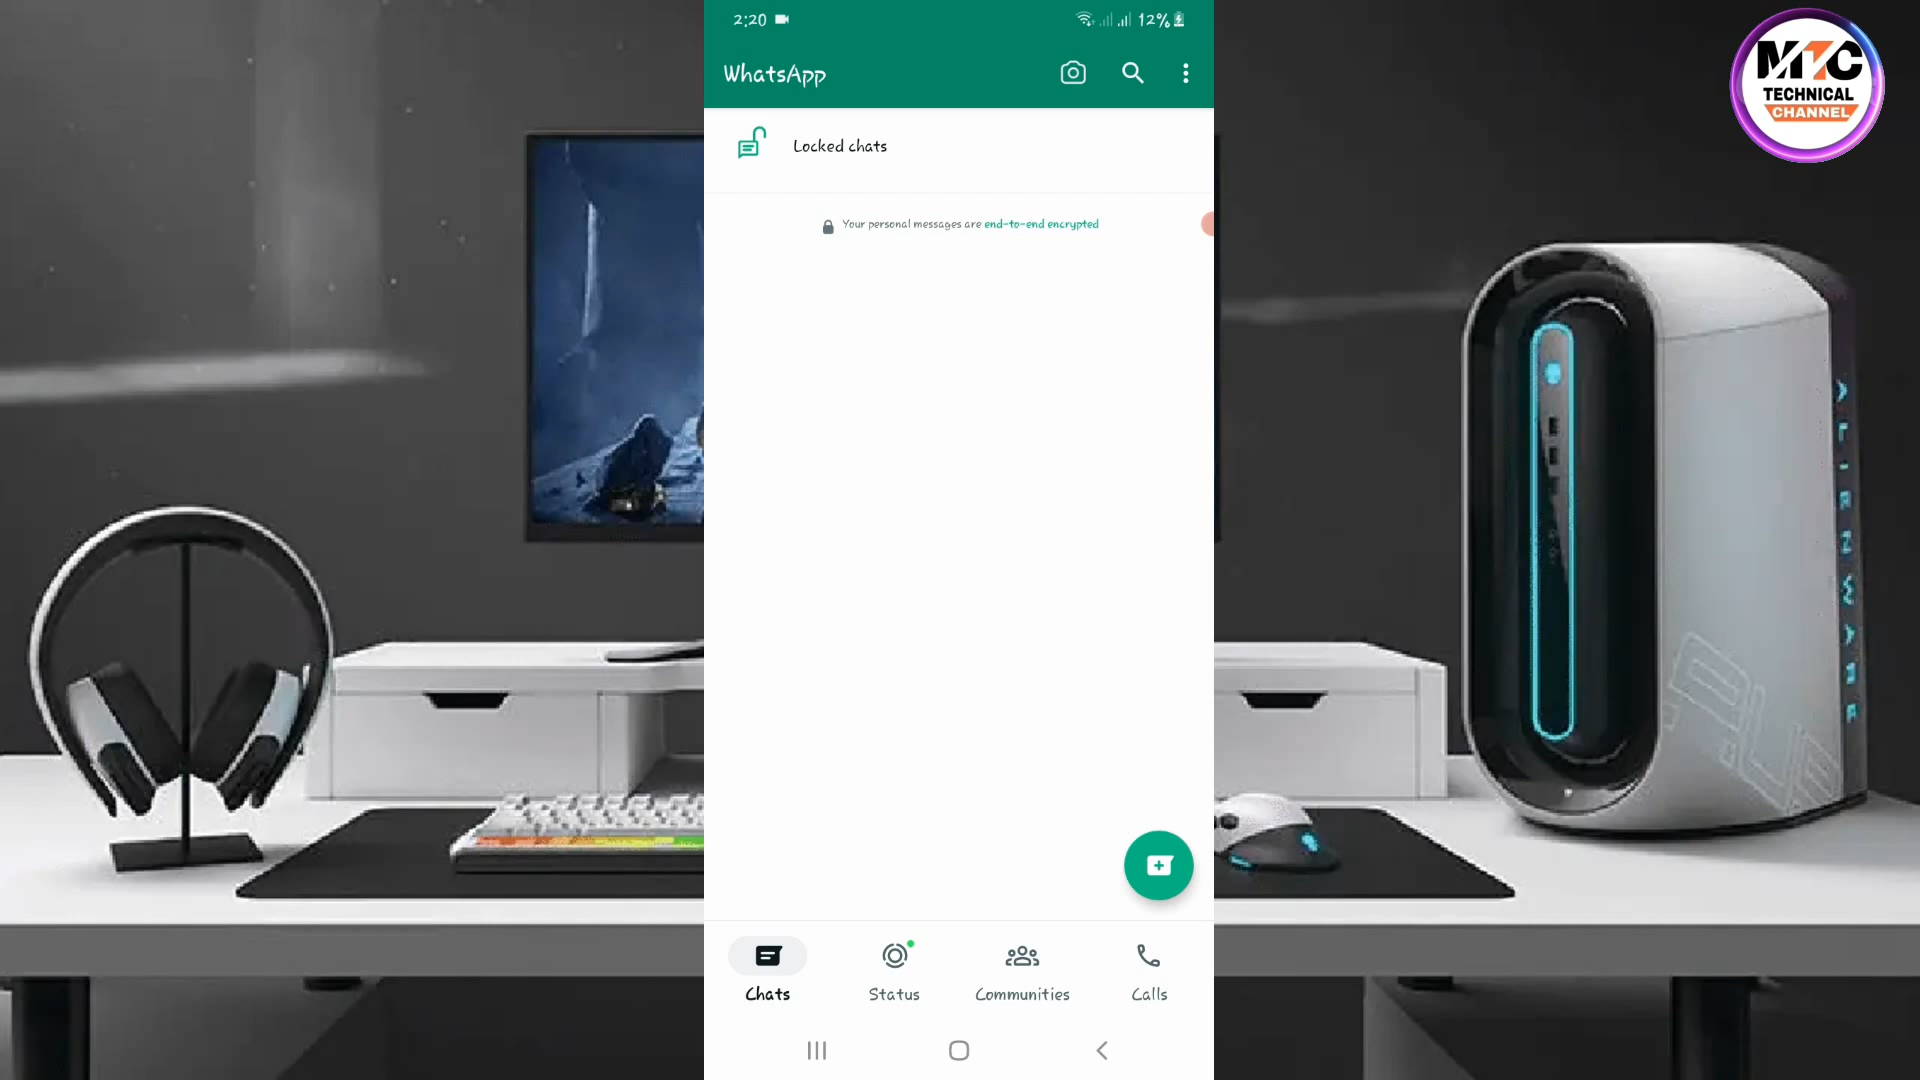 2:20
12%
WhatsApp
Locked chats
Your personal messages are end-to-end encrypted
Chats
Status
Communities
Calls
MTC
TECHNICAL
CHANNEL
ALIENWARE